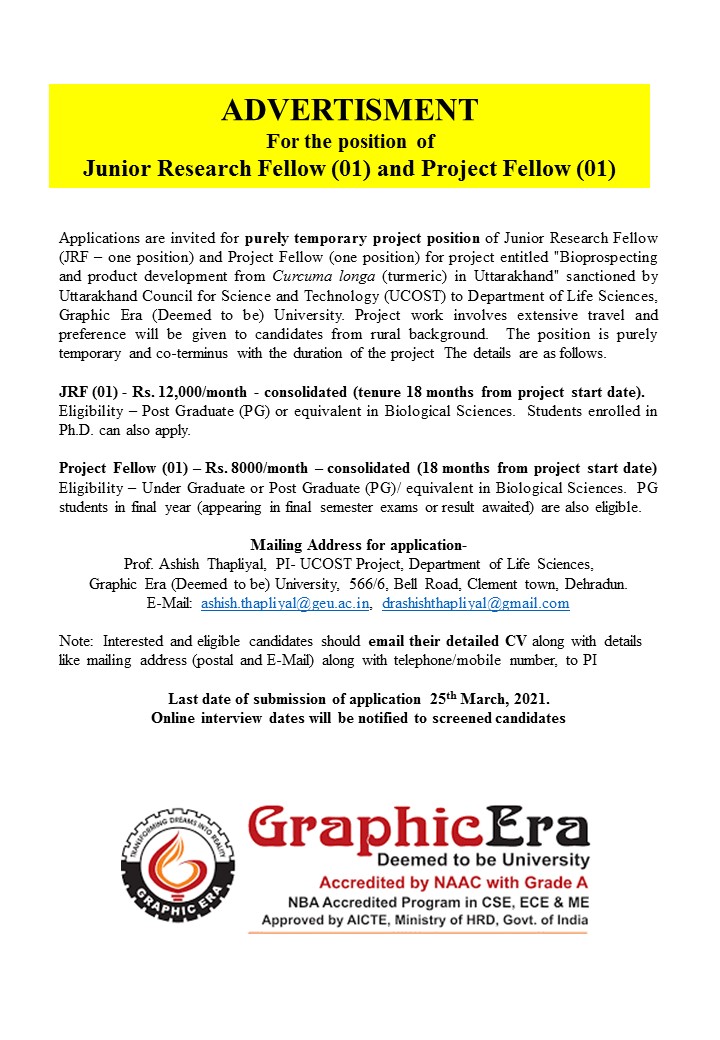 ADVERTISMENT
For the position of
Junior Research Fellow (01) and Project Fellow (01)
Applications are invited for purely temporary project position of Junior Research Fellow
(JRF – one position) and Project Fellow (one position) for project entitled "Bioprospecting
and product development from Curcuma longa (turmeric) in Uttarakhand" sanctioned by
Uttarakhand Council for Science and Technology (UCOST) to Department of Life Sciences,
Graphic Era (Deemed to be) University. Project work involves extensive travel and
preference will be given to candidates from rural background. The position is purely
temporary and co-terminus with the duration of the project The details are as follows.
JRF (01) - Rs. 12,000/month - consolidated (tenure 18 months from project start date).
Eligibility – Post Graduate (PG) or equivalent in Biological Sciences. Students enrolled in
Ph.D. can also apply.
Project Fellow (01) – Rs. 8000/month – consolidated (18 months from project start date)
Eligibility – Under Graduate or Post Graduate (PG)/ equivalent in Biological Sciences. PG
students in final year (appearing in final semester exams or result awaited) are also eligible.
Mailing Address for application-
Prof. Ashish Thapliyal, PI- UCOST Project, Department of Life Sciences,
Graphic Era (Deemed to be) University, 566/6, Bell Road, Clement town, Dehradun.
E-Mail: ashish.thapliyal@geu.ac.in, drashishthapliyal@gmail.com
Note: Interested and eligible candidates should email their detailed CV along with details
like mailing address (postal and E-Mail) along with telephone/mobile number, to PI
Last date of submission of application 25th March, 2021.
Online interview dates will be notified to screened candidates
TRANSFORMING DREAMS INTO REALITY
GRAPHIC ERA
GraphicEra
Deemed to be University
Accredited by NAAC with Grade A
NBA Accredited Program in CSE, ECE & ME
Approved by AICTE, Ministry of HRD, Govt. of India